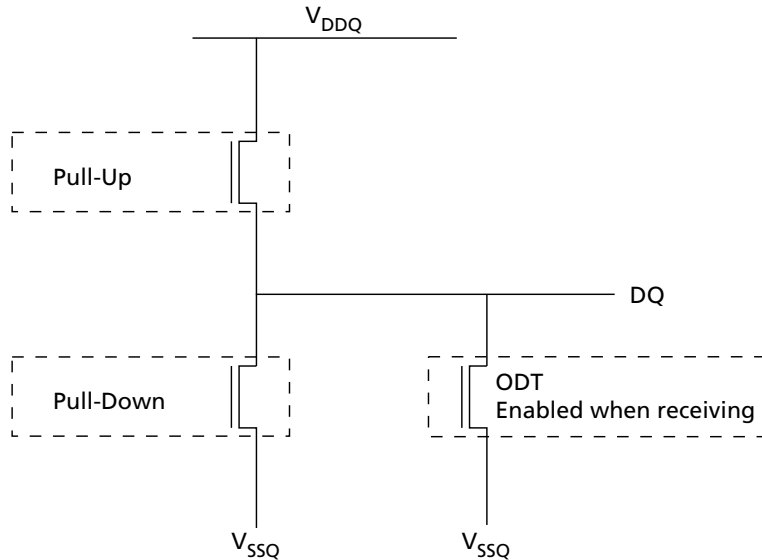 VDDQ
Pull-Up
DQ
Pull-Down
ODT
Enabled when receiving
VSSQ
VSSQ